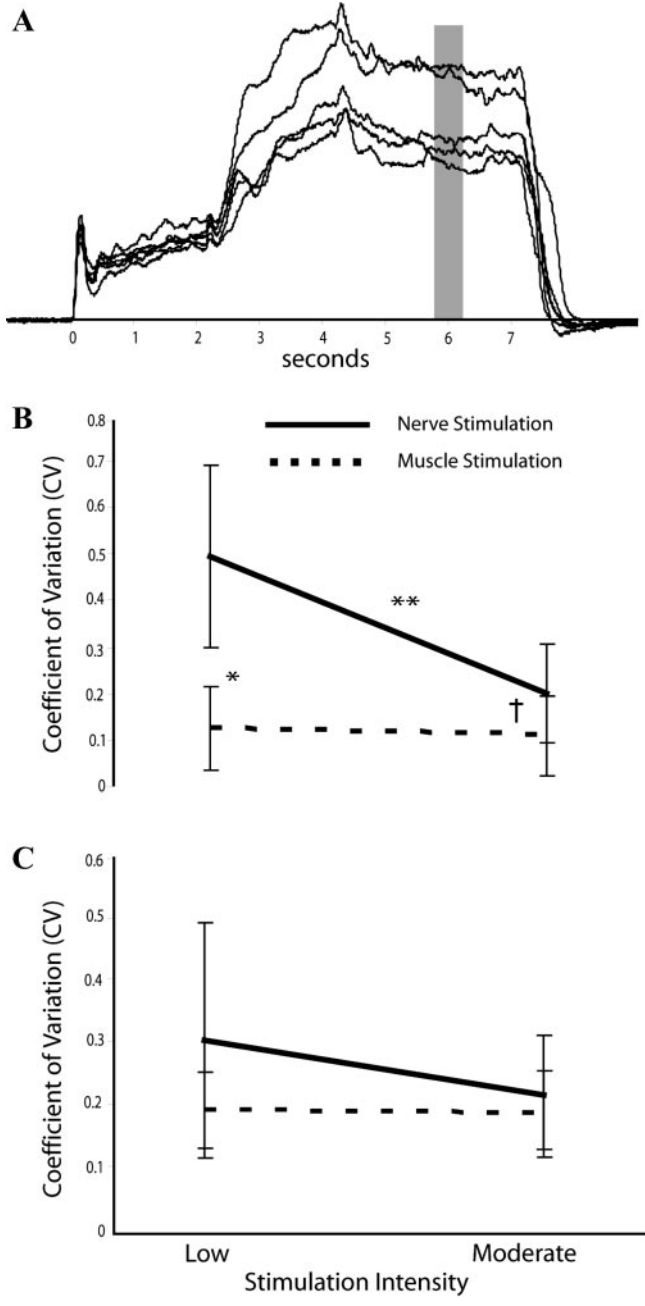 A
0 1 2 3 4 5 6 7
seconds
B
Coefficient of Variation (CV)
0.8
0.7
0.5
0.4
0.3
0.2
0.1
0
Nerve Stimulation
Muscle Stimulation
**
*
†
C
Coefficient of Variation (CV)
0.6
0.5
0.4
0.3
0.2
0.1
0
Low Moderate
Stimulation Intensity